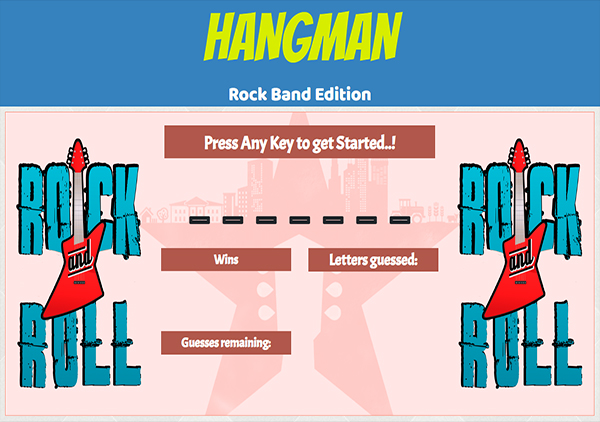 HANGMAN
Rock Band Edition
Press Any Key to get Started..!
ROCK
and
ROLL
_ _ _ _ _ _ _
Wins
Letters guessed:
Guesses remaining:
ROCK
and
ROLL